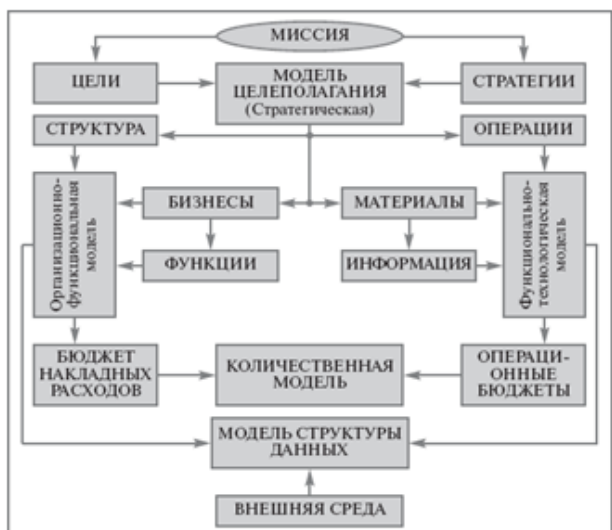 МИССИЯ
ЦЕЛИ
МОДЕЛЬ
ЦЕЛЕПОЛАГАНИЯ
(Стратегическая)
СТРАТЕГИИ
СТРУКТУРА
ОПЕРАЦИИ
Организационно-
функциональная
модель
БИЗНЕСЫ
МАТЕРИАЛЫ
Функционально-
технологическая
модель
ФУНКЦИИ
ИНФОРМАЦИЯ
БЮДЖЕТ
НАКЛАДНЫХ
РАСХОДОВ
КОЛИЧЕСТВЕННАЯ
МОДЕЛЬ
ОПЕРАЦИ-
ОННЫЕ
БЮДЖЕТЫ
МОДЕЛЬ СТРУКТУРЫ
ДАННЫХ
ВНЕШНЯЯ СРЕДА